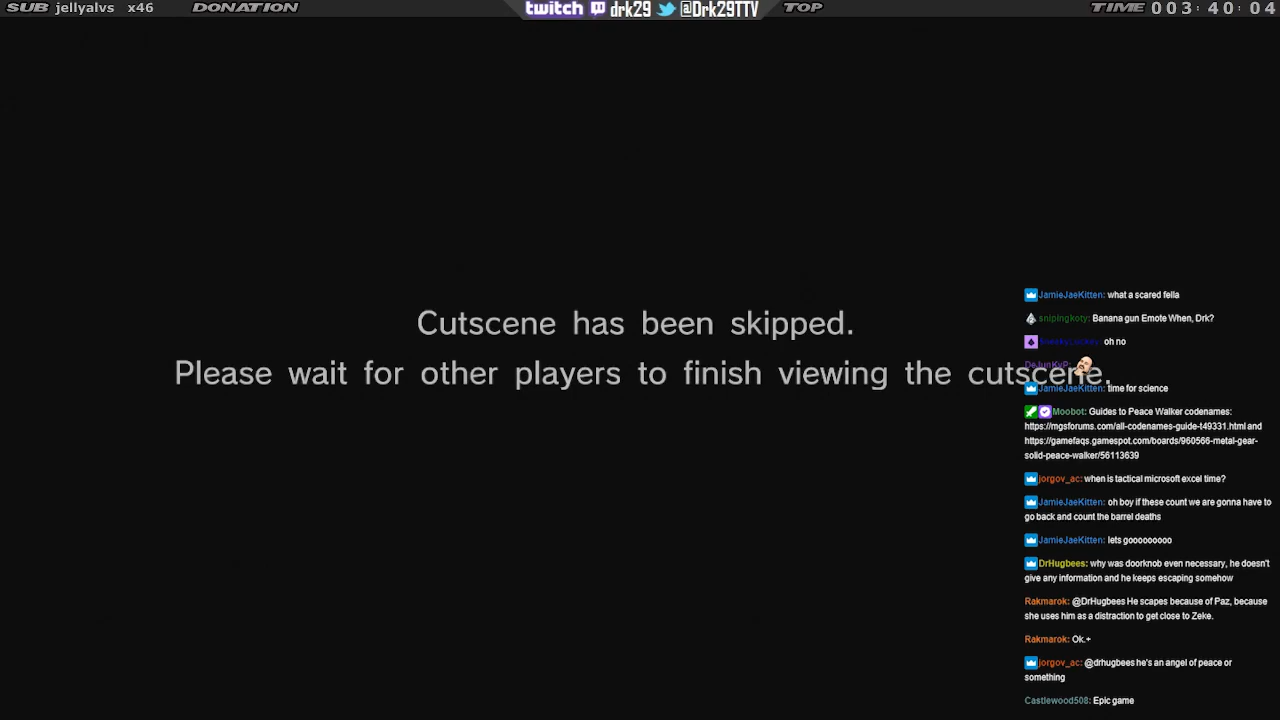 SUB jellyalvs x46 DONATION twitch drk29 @Drk29TTV TOP TIME 003:40:04
Cutscene has been skipped.
Please wait for other players to finish viewing the cutscene.
JamieJaeKitten: what a scared fella
snipingkoty: Banana gun Emote When, Drk?
oh no
DeJunKyP:
JamieJaeKitten: time for science
Moobot: Guides to Peace Walker codenames:
https://mgsforums.com/all-codenames-guide-t49331.html and
https://gamefaqs.gamespot.com/boards/960566-metal-gear-
solid-peace-walker/56113639
jorgov_ac: when is tactical microsoft excel time?
JamieJaeKitten: oh boy if these count we are gonna have to
go back and count the barrel deaths
JamieJaeKitten: lets gooooooooo
DrHugbees: why was doorknob even necessary, he doesn't
give any information and he keeps escaping somehow
Rakmarok: @DrHugbees He scapes because of Paz, because
she uses him as a distraction to get close to Zeke.
Rakmarok: Ok.+
jorgov_ac: @drhugbees he's an angel of peace or
something
Castlewood508: Epic game